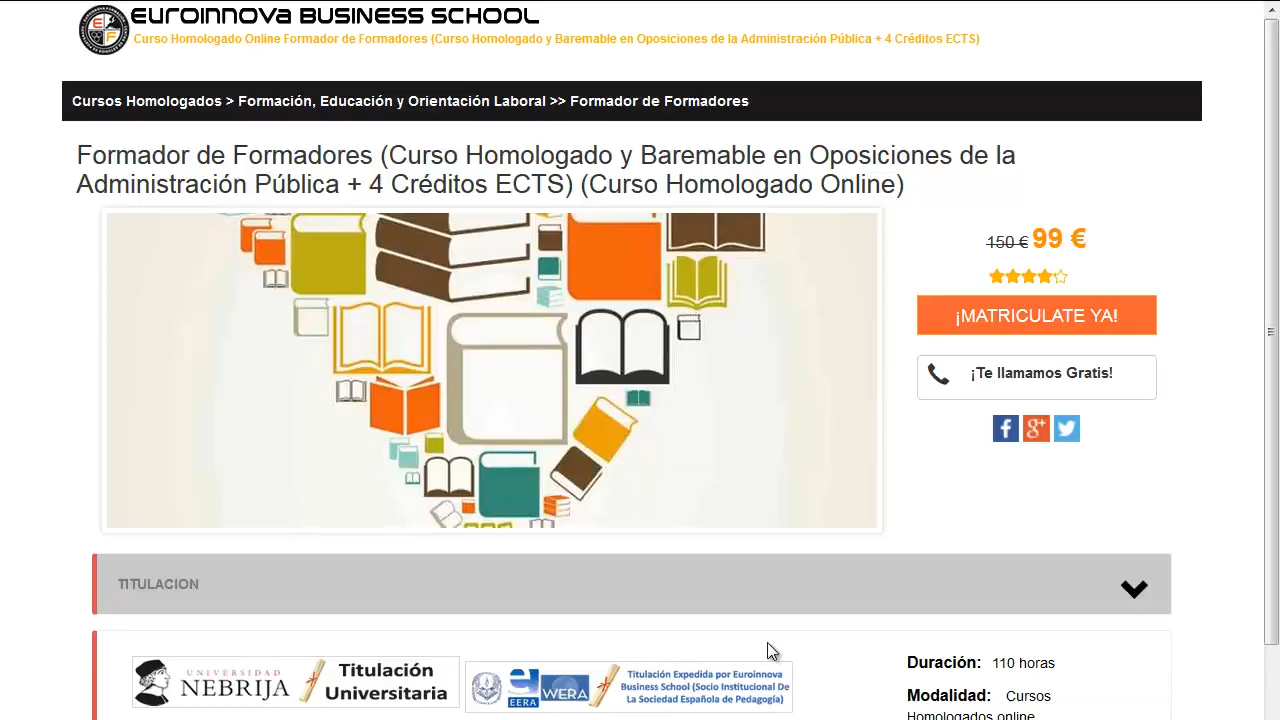 EUROINNOVA BUSINESS SCHOOL
Curso Homologado Online Formador de Formadores (Curso Homologado y Baremable en Oposiciones de la Administración Pública + 4 Créditos ECTS)
Cursos Homologados > Formación, Educación y Orientación Laboral >> Formador de Formadores
Formador de Formadores (Curso Homologado y Baremable en Oposiciones de la
Administración Pública + 4 Créditos ECTS) (Curso Homologado Online)
150 € 99 €
¡MATRICULATE YA!
¡Te llamamos Gratis!
TITULACION
UNIVERSIDAD
NEBRIJA
Titulación
Universitaria
EERA
WERA
Titulación Expedida por Euroinnova
Business School (Socio Institucional De
La Sociedad Española de Pedagogía)
Duración: 110 horas
Modalidad: Cursos
Homologados online